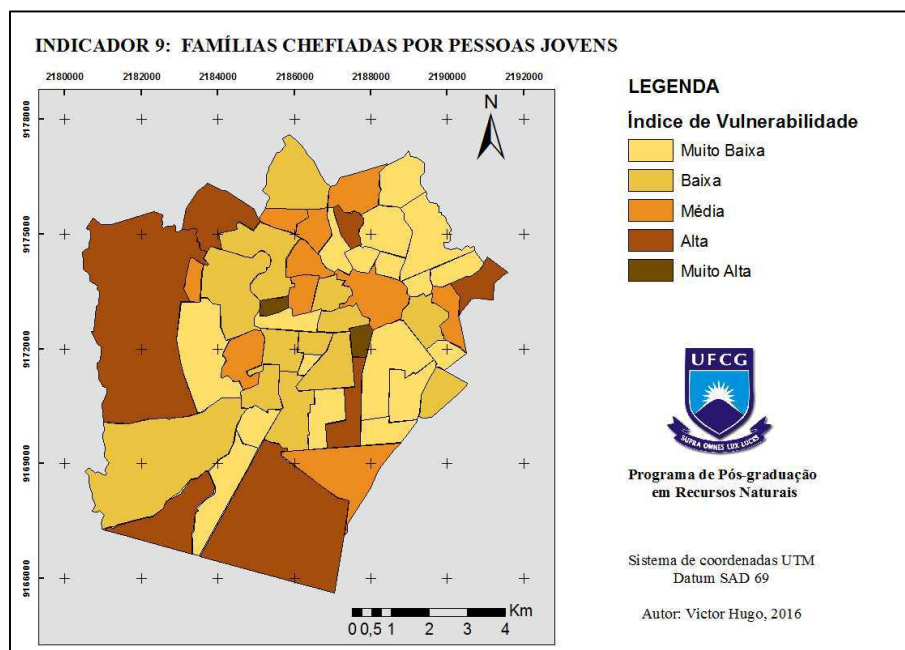 INDICADOR 9: FAMÍLIAS CHEFIADAS POR PESSOAS JOVENS
2180000 2182000 2184000 2186000 2188000 2190000 2192000
9178000
9175000
9172000
9169000
9166000
N
Km
0 0,5 1 2 3 4
LEGENDA
Índice de Vulnerabilidade
Muito Baixa
Baixa
Média
Alta
Muito Alta
UFCG
SUPRA OMNES LUX LUCES
Programa de Pós-graduação
em Recursos Naturais
Sistema de coordenadas UTM
Datum SAD 69
Autor: Victor Hugo, 2016